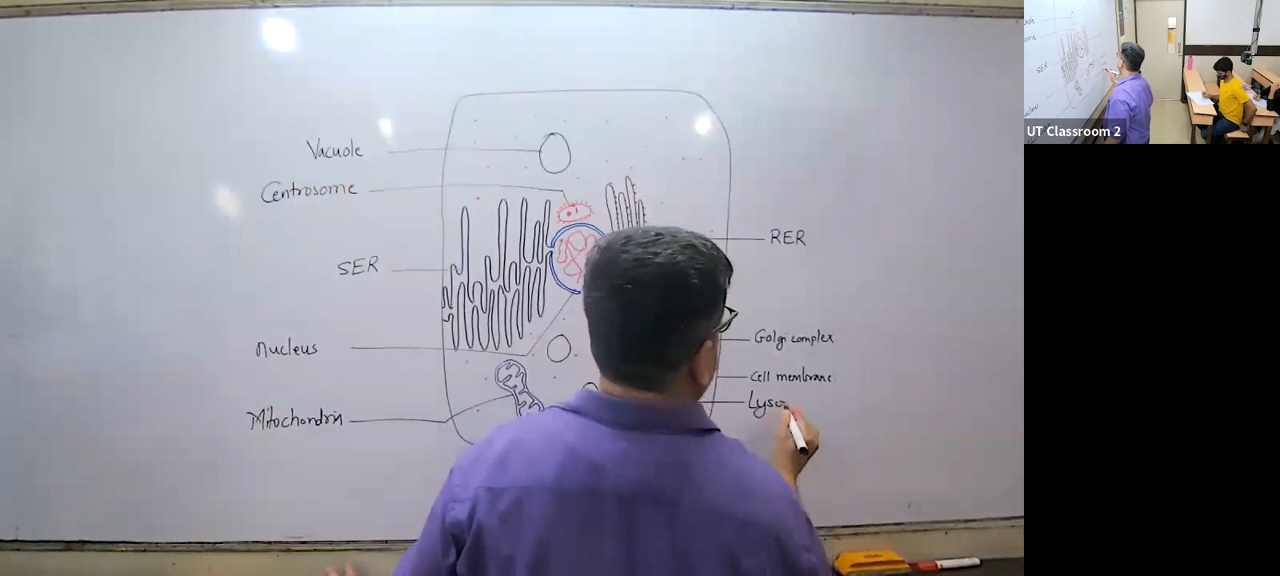 Vacuole
Centrosome
SER
nucleus
Mitochondria
RER
Golgi complex
Cell membrane
Lyso
UT Classroom 2